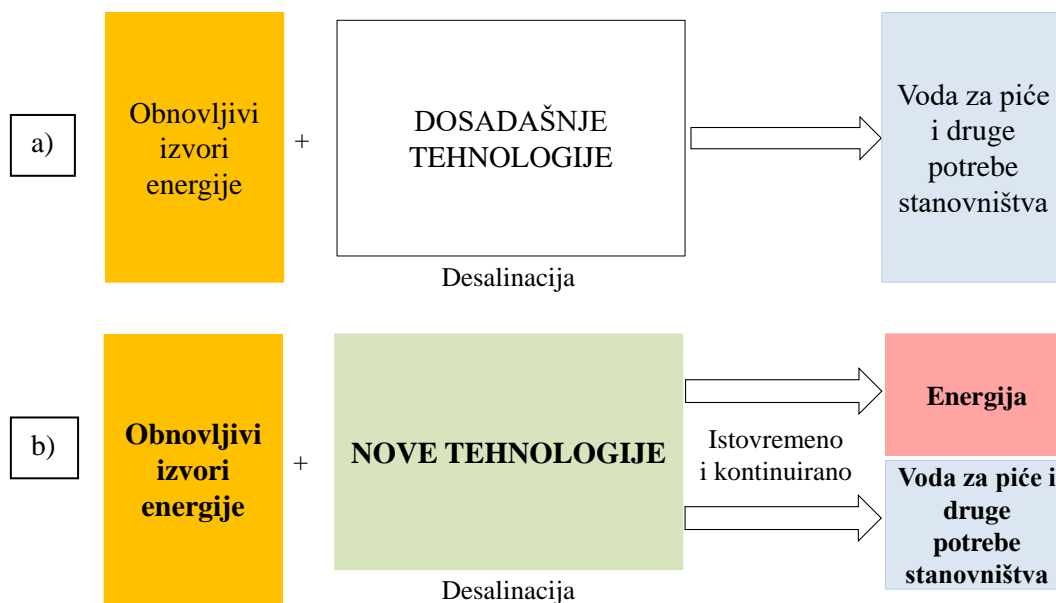 a)
Obnovljivi
izvori
energije
+
DOSADAŠNJE
TEHNOLOGIJE
Desalinacija
Voda za piće
i druge
potrebe
stanovništva
b)
Obnovljivi
izvori
energije
+
NOVE TEHNOLOGIJE
Desalinacija
Istovremeno
i kontinuirano
Energija
Voda za piće i
druge
potrebe
stanovništva